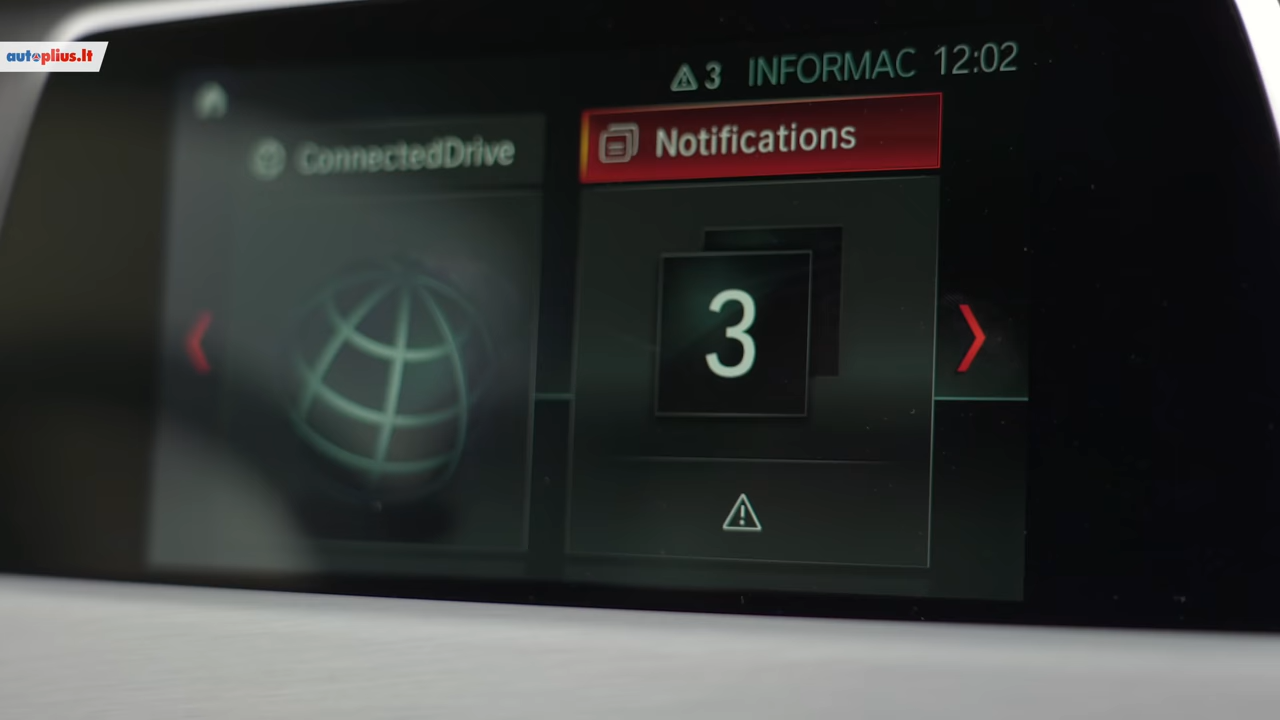 autoplius.lt
3 INFORMAC 12:02
ConnectedDrive
Notifications
3